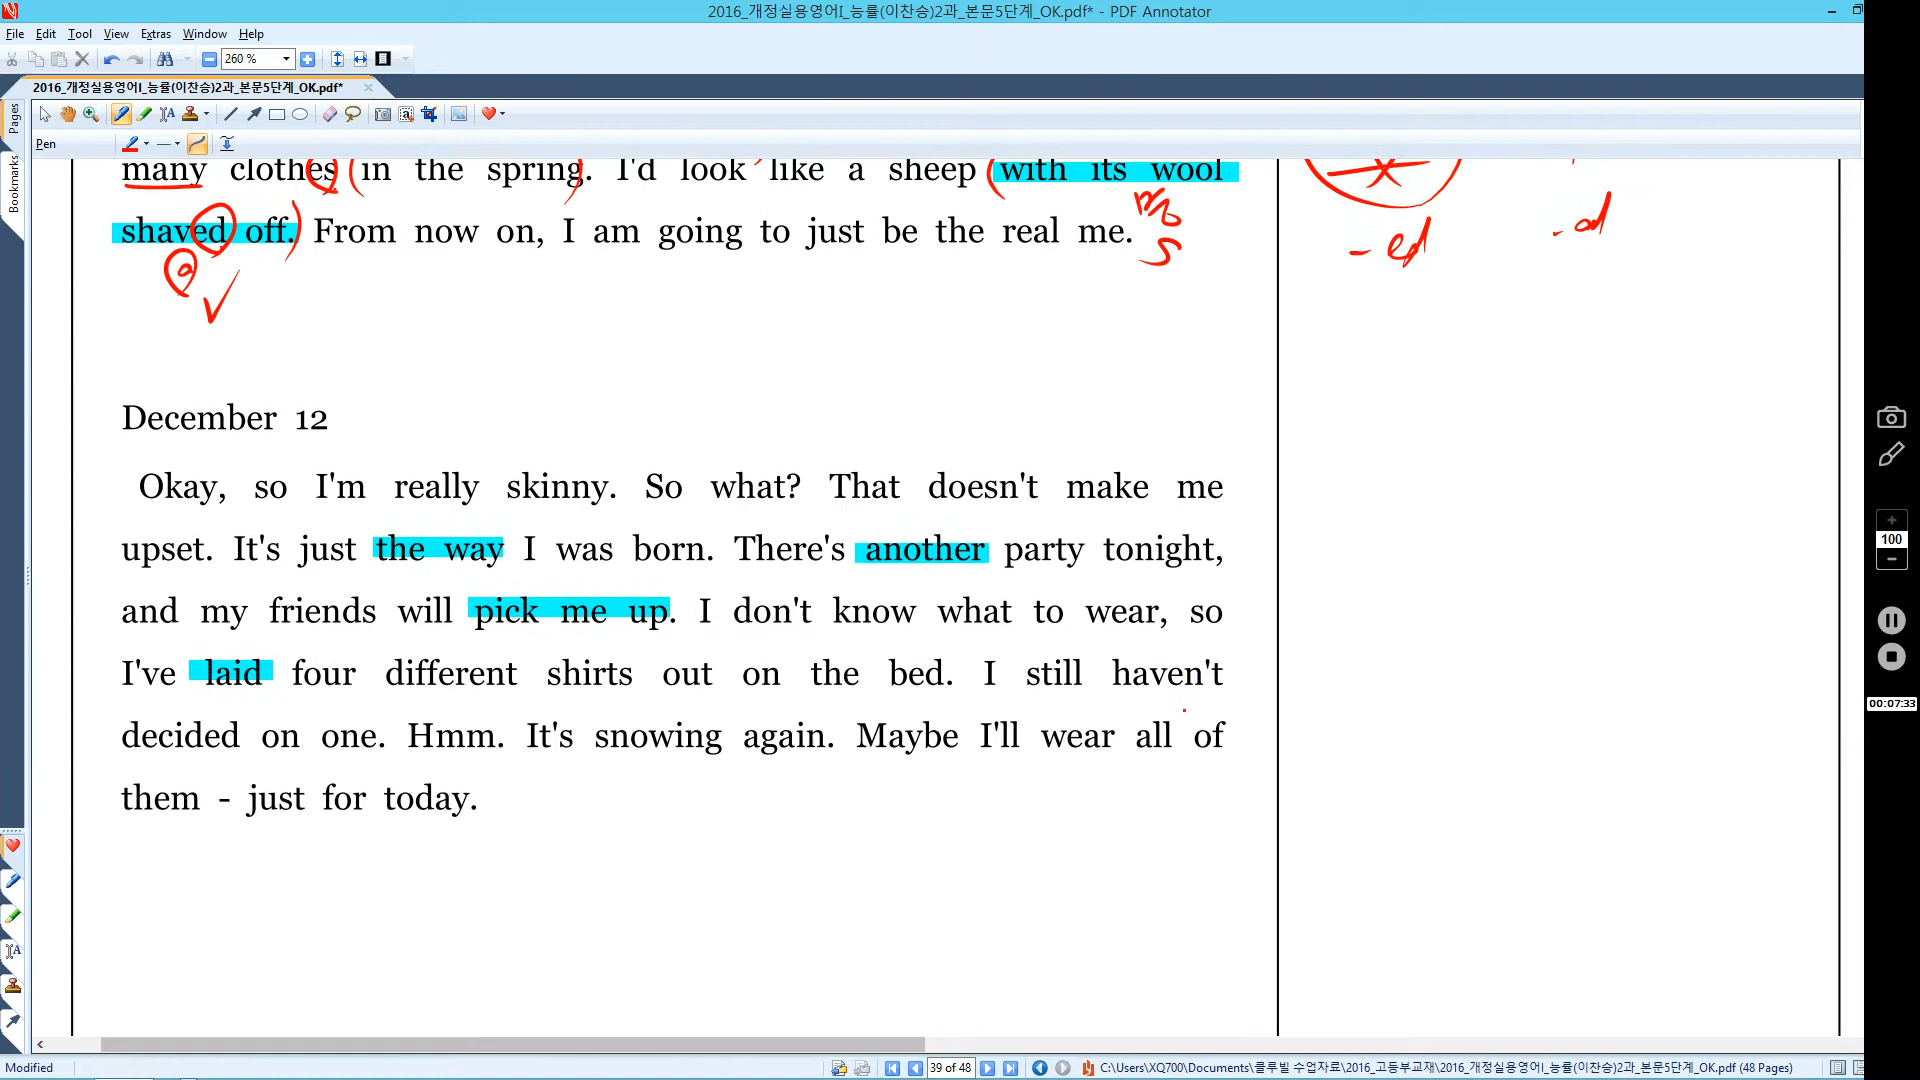 2016_개정실용영어I_능률(이찬승)2과_본문5단계_OK.pdf* - PDF Annotator
File Edit Tool View Extras Window Help
260 %
2016_개정실용영어I_능률(이찬승)2과_본문5단계_OK.pdf*
Pages
Bookmarks
Pen
many clothes in the spring. I'd look like a sheep with its wool
shaved off. From now on, I am going to just be the real me.
- ed
a
5
December 12
Okay, so I'm really skinny. So what? That doesn't make me
upset. It's just the way I was born. There's another party tonight,
and my friends will pick me up. I don't know what to wear, so
I've laid four different shirts out on the bed. I still haven't
decided on one. Hmm. It's snowing again. Maybe I'll wear all of
them - just for today.
100
00:07:33
Modified
39 of 48
C:\Users\XQ700\Documents\클루빌 수업자료\2016_고등부교재\2016_개정실용영어I_능률(이찬승)2과_본문5단계_OK.pdf (48 Pages)